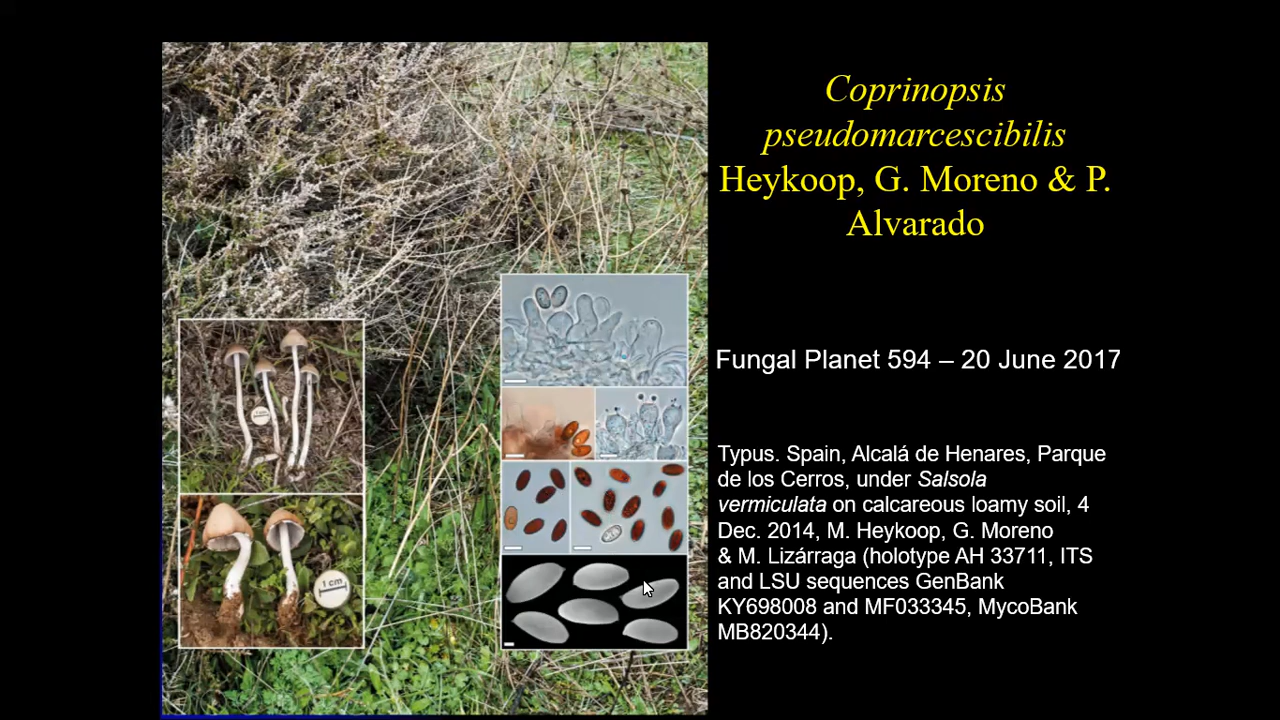 Coprinopsis
pseudomarcescibilis
Heykoop, G. Moreno & P.
Alvarado
Fungal Planet 594 – 20 June 2017
Typus. Spain, Alcalá de Henares, Parque
de los Cerros, under Salsola
vermiculata on calcareous loamy soil, 4
Dec. 2014, M. Heykoop, G. Moreno
& M. Lizárraga (holotype AH 33711, ITS
and LSU sequences GenBank
KY698008 and MF033345, MycoBank
MB820344).
1 cm